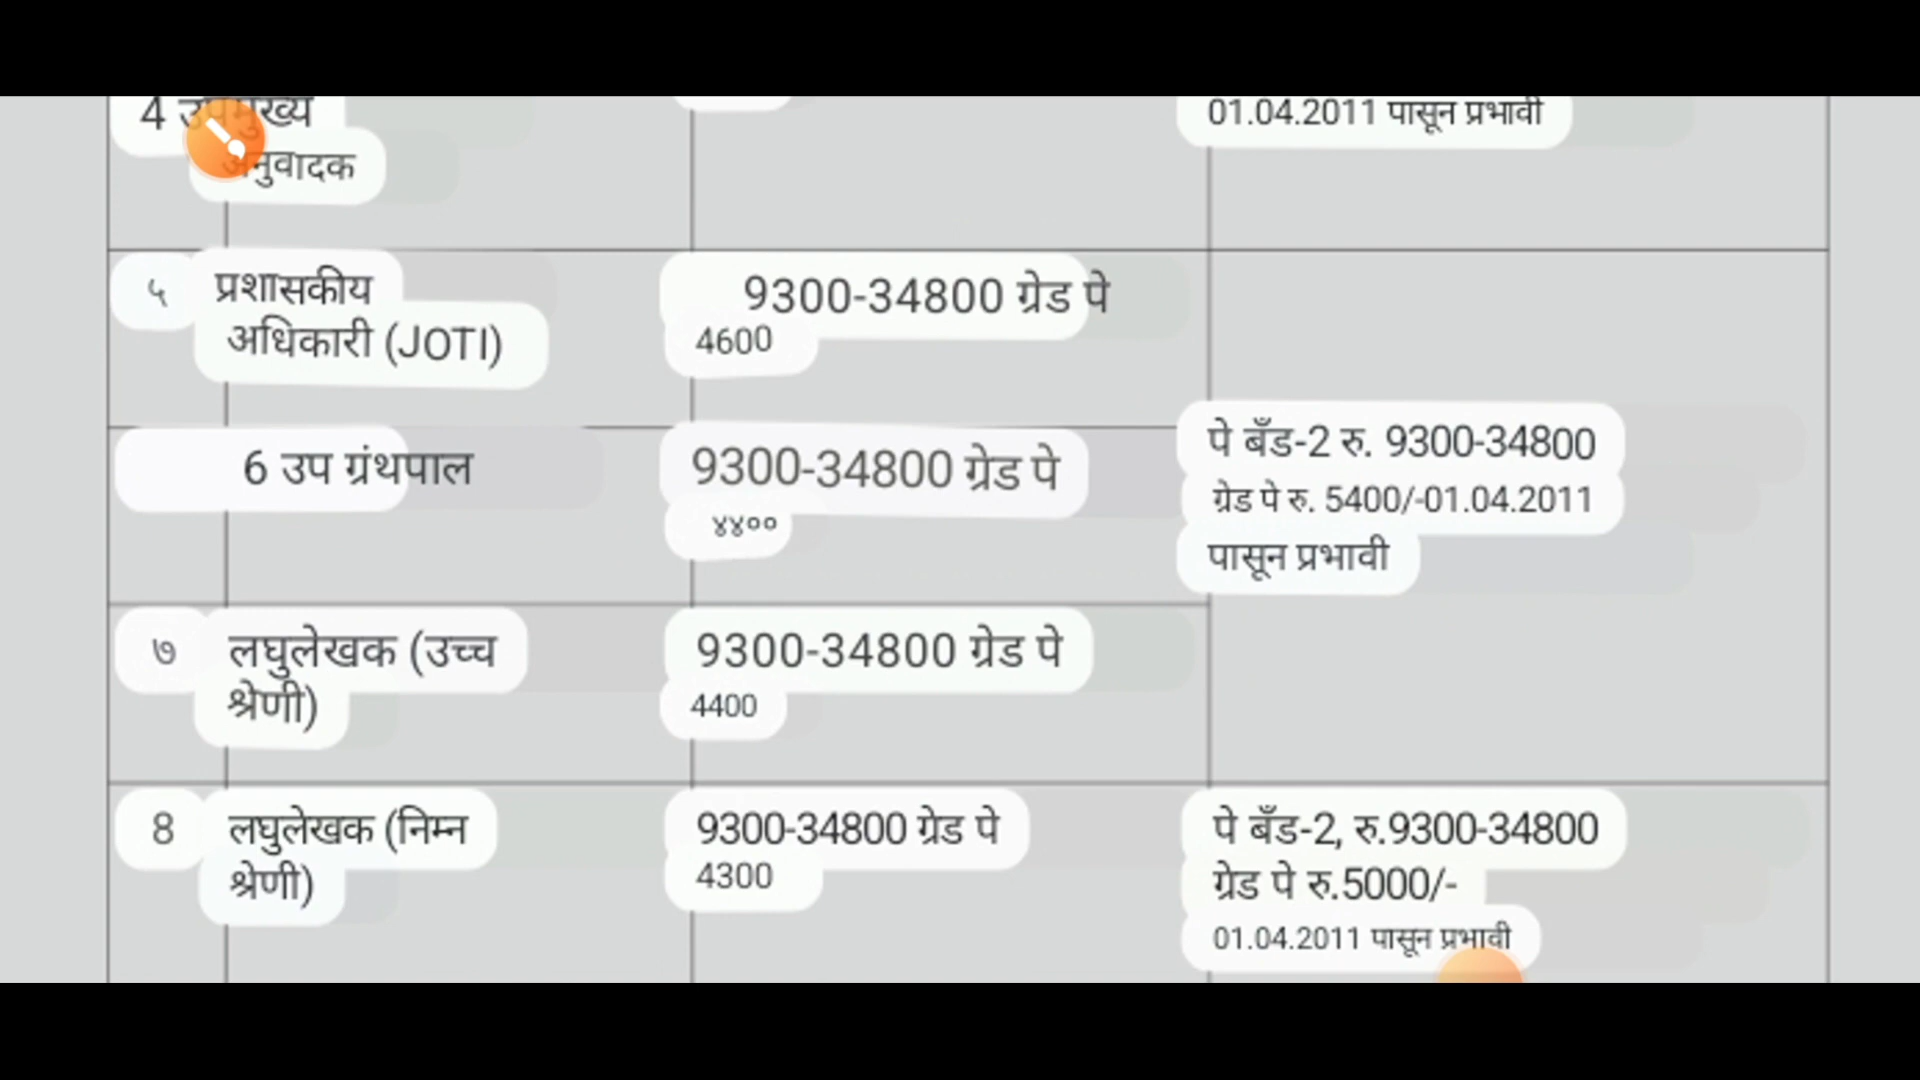 4 उपमुख्य
अनुवादक
01.04.2011 पासून प्रभावी
५ प्रशासकीय
अधिकारी (JOTI)
9300-34800 ग्रेड पे
4600
6 उप ग्रंथपाल
9300-34800 ग्रेड पे
४४००
पे बँड-2 रु. 9300-34800
ग्रेड पे रु. 5400/-01.04.2011
पासून प्रभावी
७ लघुलेखक (उच्च
श्रेणी)
9300-34800 ग्रेड पे
4400
8 लघुलेखक (निम्न
श्रेणी)
9300-34800 ग्रेड पे
4300
पे बँड-2, रु.9300-34800
ग्रेड पे रु.5000/-
01.04.2011 पासून प्रभावी